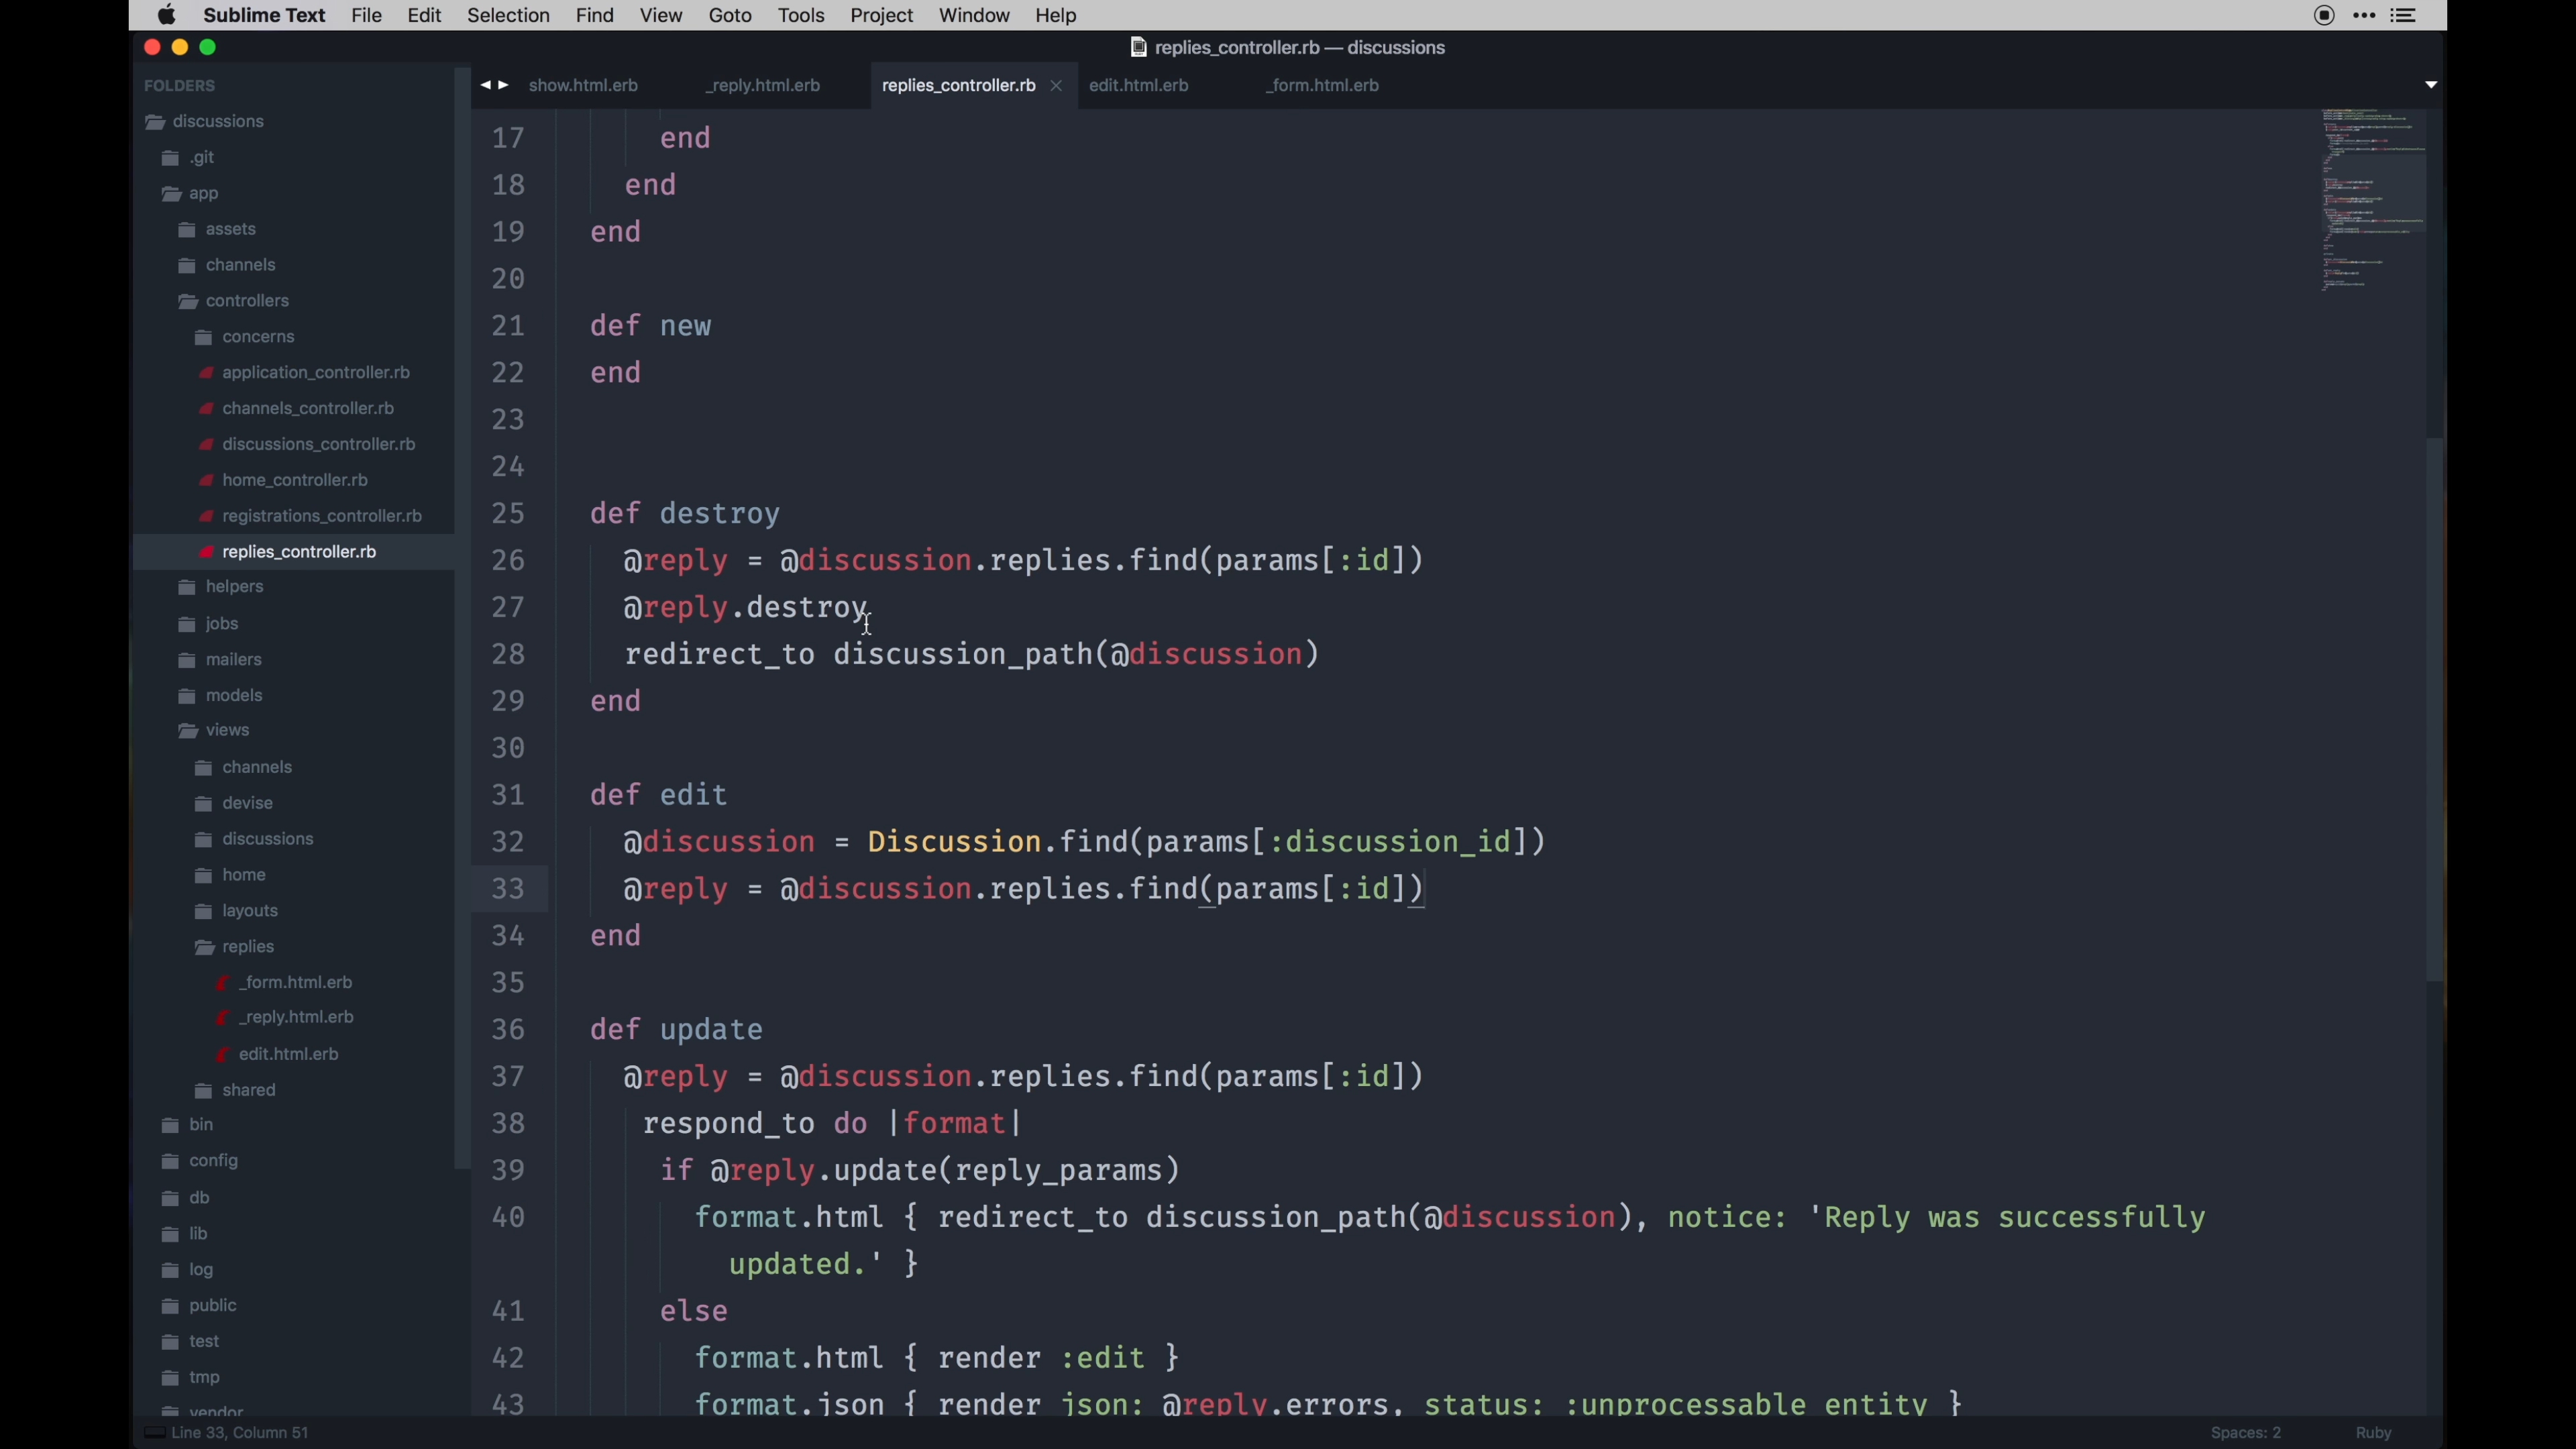 Sublime Text File Edit Selection Find View Goto Tools Project Window Help
replies_controller.rb — discussions
FOLDERS
discussions
.git
app
assets
channels
controllers
concerns
application_controller.rb
channels_controller.rb
discussions_controller.rb
home_controller.rb
registrations_controller.rb
replies_controller.rb
helpers
jobs
mailers
models
views
channels
devise
discussions
home
layouts
replies
_form.html.erb
_reply.html.erb
edit.html.erb
shared
bin
config
db
lib
log
public
test
tmp
vendor
show.html.erb _reply.html.erb replies_controller.rb edit.html.erb _form.html.erb
17 end
18 end
19 end
20
21 def new
22 end
23
24
25 def destroy
26 @reply = @discussion.replies.find(params[:id])
27 @reply.destroy
28 redirect_to discussion_path(@discussion)
29 end
30
31 def edit
32 @discussion = Discussion.find(params[:discussion_id])
33 @reply = @discussion.replies.find(params[:id])
34 end
35
36 def update
37 @reply = @discussion.replies.find(params[:id])
38 respond_to do |format|
39 if @reply.update(reply_params)
40 format.html { redirect_to discussion_path(@discussion), notice: 'Reply was successfully
updated.' }
41 else
42 format.html { render :edit }
43 format.json { render json: @reply.errors, status: :unprocessable_entity }
Line 33, Column 51 Spaces: 2 Ruby